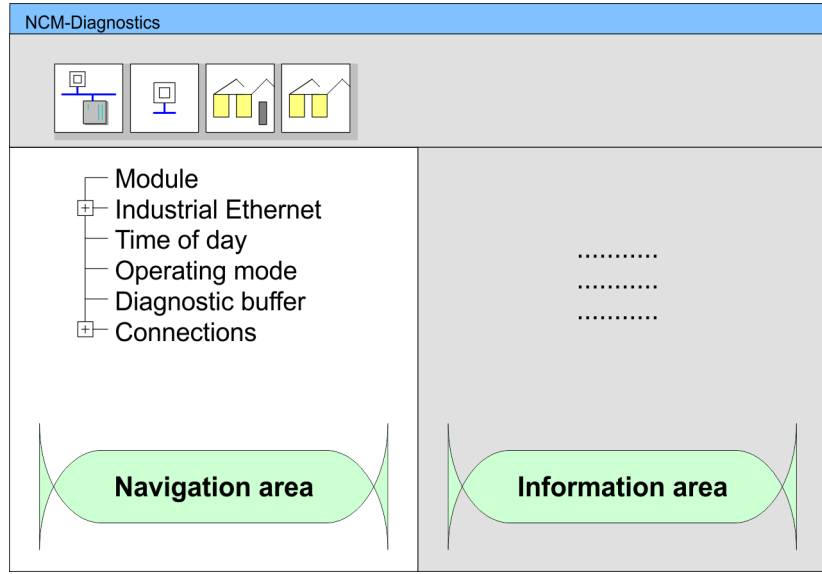 NCM-Diagnostics
Module
Industrial Ethernet
Time of day
Operating mode
Diagnostic buffer
Connections
...........
...........
...........
Navigation area
Information area